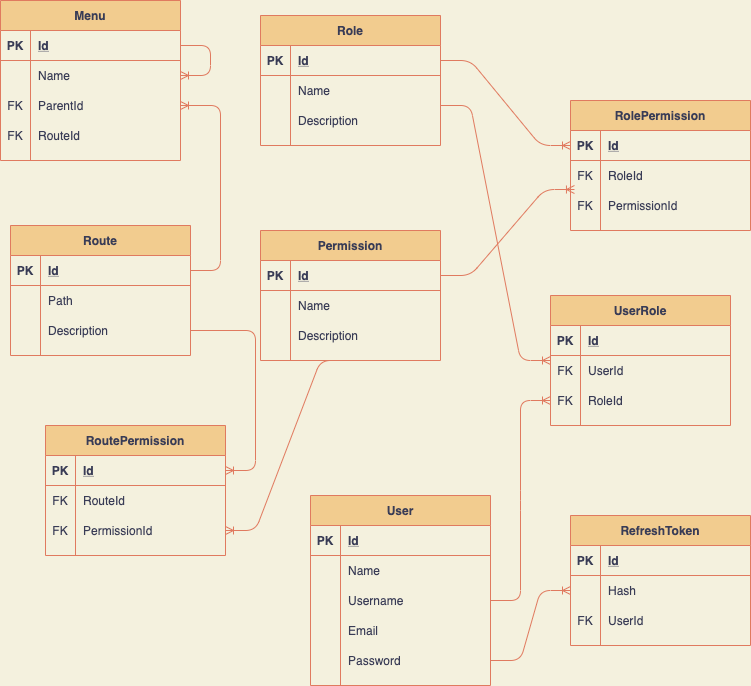 Menu
PK Id
Name
FK ParentId
FK RouteId
Role
PK Id
Name
Description
RolePermission
PK Id
FK RoleId
FK PermissionId
Route
PK Id
Path
Description
Permission
PK Id
Name
Description
UserRole
PK Id
FK UserId
FK RoleId
RoutePermission
PK Id
FK RouteId
FK PermissionId
User
PK Id
Name
Username
Email
Password
RefreshToken
PK Id
Hash
FK UserId